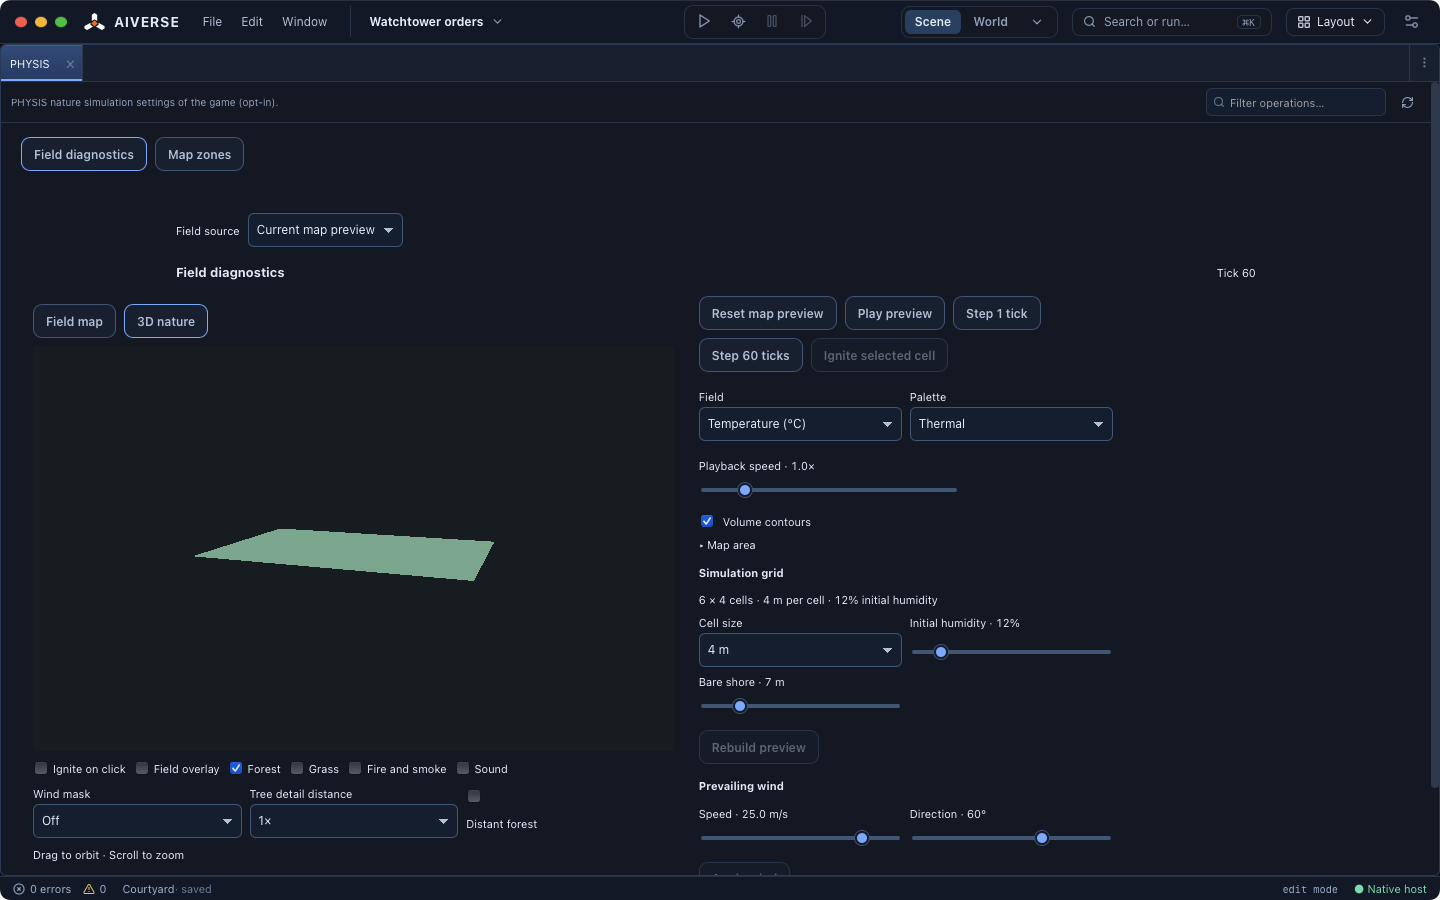 AIVERSE File Edit Window Watchtower orders Scene World Search or run... ⌘K Layout
PHYSIS
PHYSIS nature simulation settings of the game (opt-in). Filter operations...
Field diagnostics Map zones
Field source Current map preview
Field diagnostics Tick 60
Field map 3D nature
Reset map preview Play preview Step 1 tick
Step 60 ticks Ignite selected cell
Field Palette
Temperature (°C) Thermal
Playback speed · 1.0×
Volume contours
Map area
Simulation grid
6 × 4 cells · 4 m per cell · 12% initial humidity
Cell size Initial humidity · 12%
4 m
Bare shore · 7 m
Rebuild preview
Prevailing wind
Speed · 25.0 m/s Direction · 60°
Ignite on click Field overlay Forest Grass Fire and smoke Sound
Wind mask Tree detail distance
Off 1× Distant forest
Drag to orbit · Scroll to zoom
0 errors 0 Courtyard · saved edit mode Native host